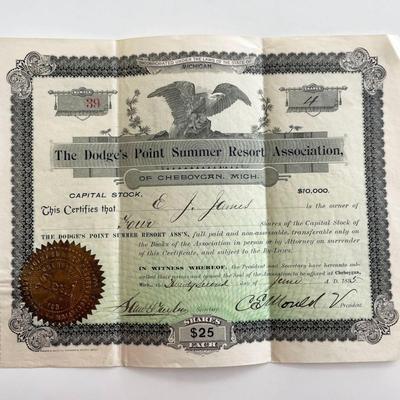 INCORPORATED UNDER THE LAWS OF THE STATE OF
MICHIGAN.
NUMBER
39
SHARES
4
The Dodge's Point Summer Resort Association,
OF CHEBOYGAN, MICH.
CAPITAL STOCK, $10,000.
This Certifies that E J. James is the owner of
Four Shares of the Capital Stock of
THE DODGE'S POINT SUMMER RESORT ASS'N, full paid and non-assessable, transferable only on
the Books of the Association in person or by Attorney on surrender
of this Certificate, and subject to the By-Laws.
IN WITNESS WHEREOF, the President and Secretary have hereunto
subscribed their names and caused the Seal of the Association to be affixed at Cheboygan,
Mich., this day of June A. D. 189
Secretary President.
SHARES
$25
EACH